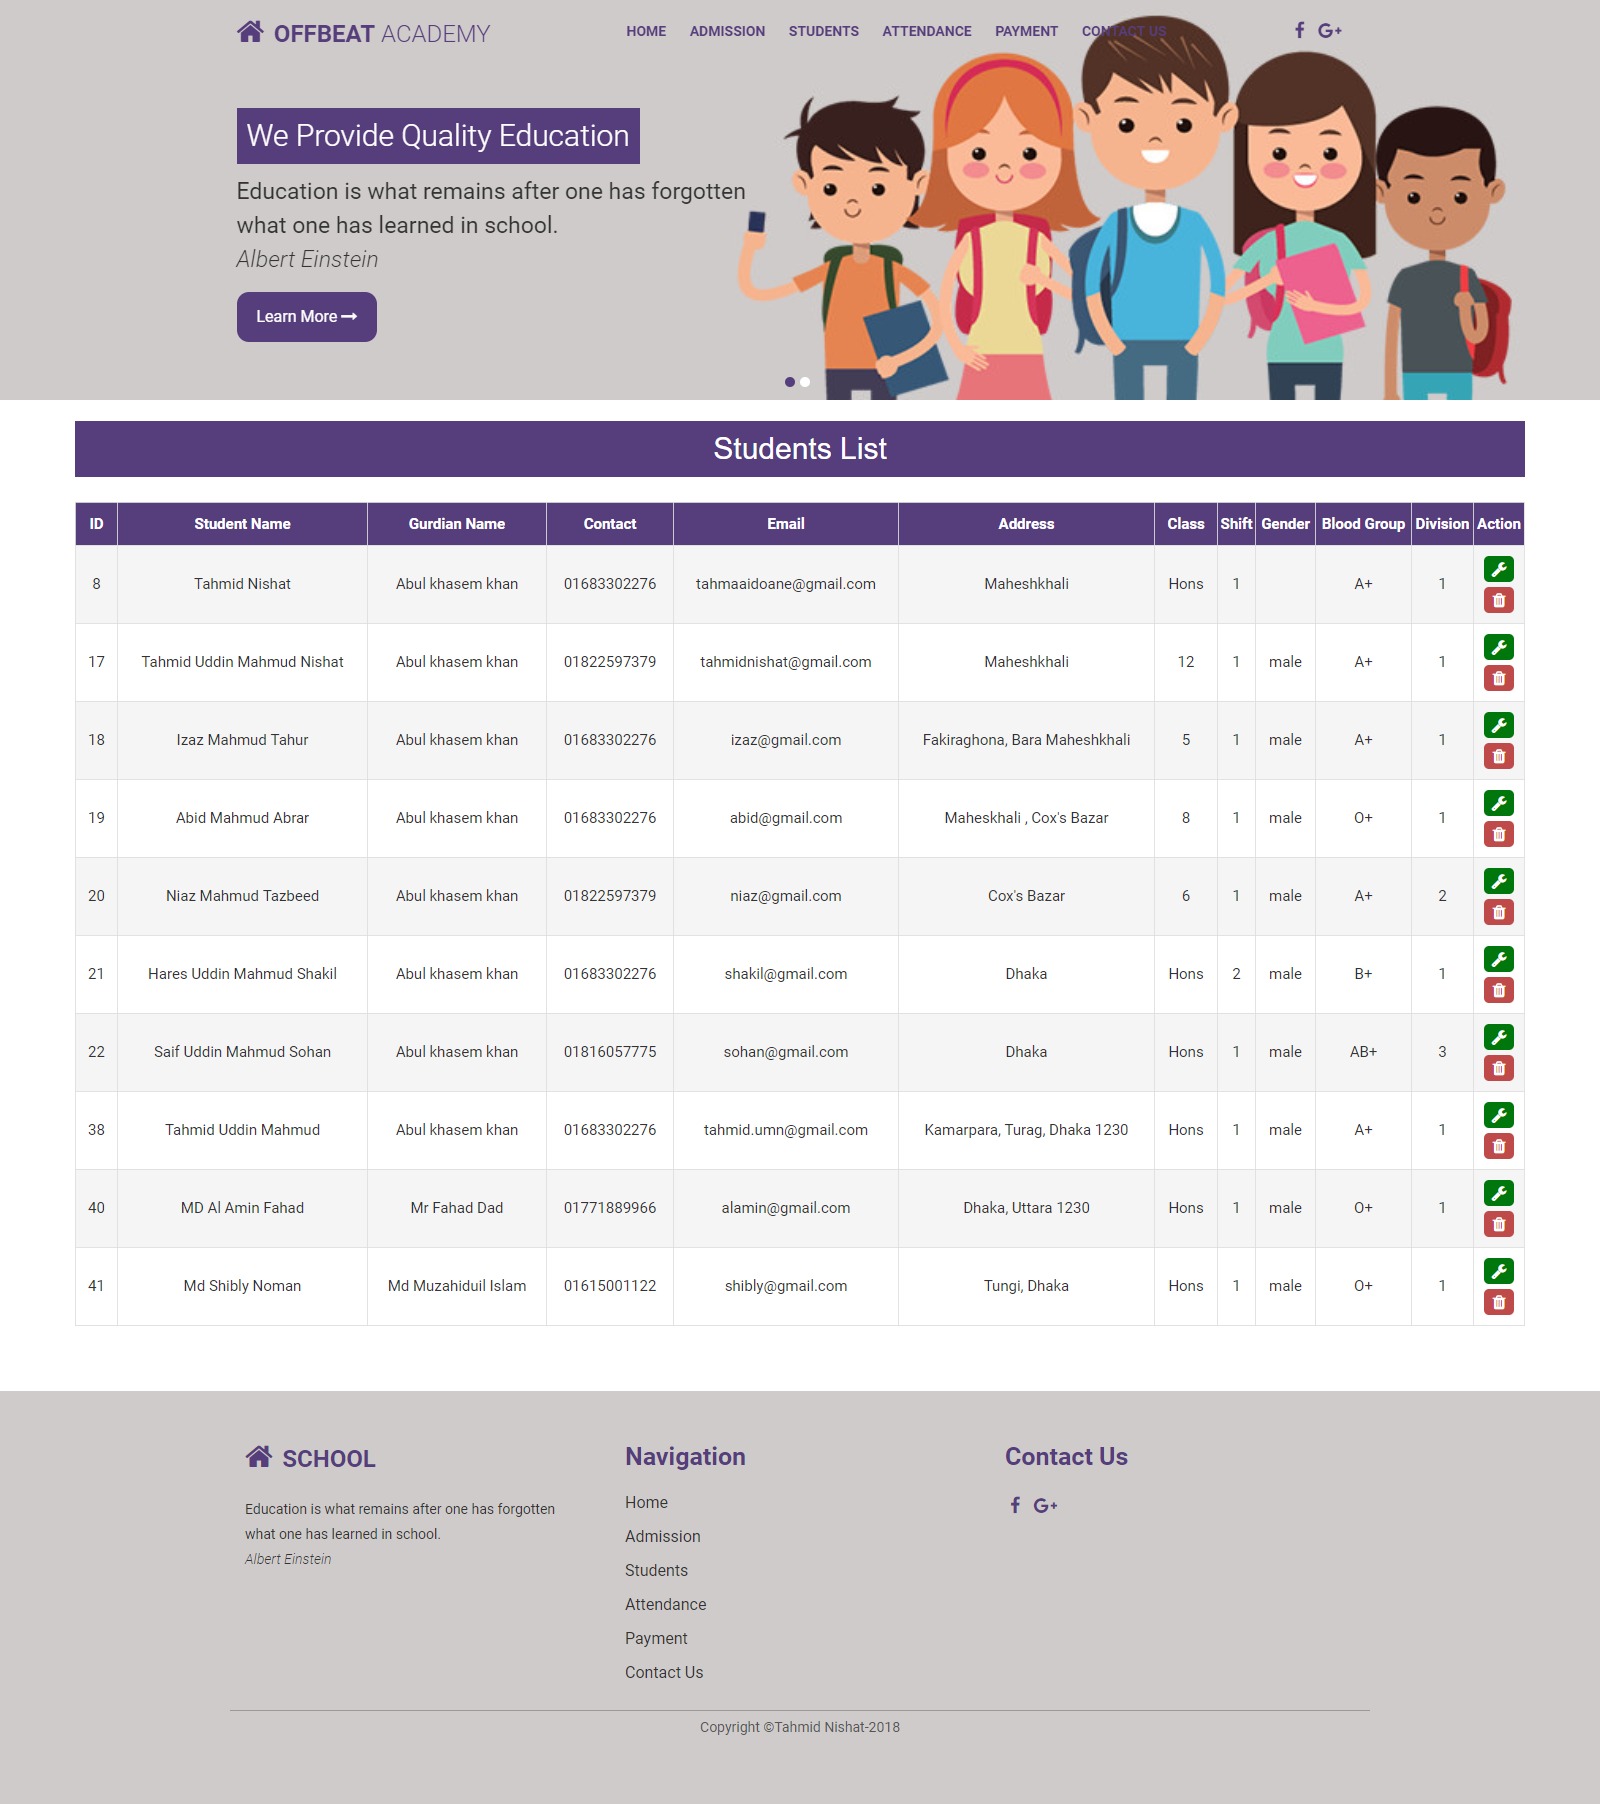 OFFBEAT ACADEMY
HOME ADMISSION STUDENTS ATTENDANCE PAYMENT CONTACT US
We Provide Quality Education
Education is what remains after one has forgotten
what one has learned in school.
Albert Einstein
Learn More
Students List
ID Student Name Gurdian Name Contact Email Address Class Shift Gender Blood Group Division Action
8 Tahmid Nishat Abul khasem khan 01683302276 tahmaaidoane@gmail.com Maheshkhali Hons 1 A+ 1
17 Tahmid Uddin Mahmud Nishat Abul khasem khan 01822597379 tahmidnishat@gmail.com Maheshkhali 12 1 male A+ 1
18 Izaz Mahmud Tahur Abul khasem khan 01683302276 izaz@gmail.com Fakiraghona, Bara Maheshkhali 5 1 male A+ 1
19 Abid Mahmud Abrar Abul khasem khan 01683302276 abid@gmail.com Maheskhali , Cox's Bazar 8 1 male O+ 1
20 Niaz Mahmud Tazbeed Abul khasem khan 01822597379 niaz@gmail.com Cox's Bazar 6 1 male A+ 2
21 Hares Uddin Mahmud Shakil Abul khasem khan 01683302276 shakil@gmail.com Dhaka Hons 2 male B+ 1
22 Saif Uddin Mahmud Sohan Abul khasem khan 01816057775 sohan@gmail.com Dhaka Hons 1 male AB+ 3
38 Tahmid Uddin Mahmud Abul khasem khan 01683302276 tahmid.umn@gmail.com Kamarpara, Turag, Dhaka 1230 Hons 1 male A+ 1
40 MD Al Amin Fahad Mr Fahad Dad 01771889966 alamin@gmail.com Dhaka, Uttara 1230 Hons 1 male O+ 1
41 Md Shibly Noman Md Muzahiduil Islam 01615001122 shibly@gmail.com Tungi, Dhaka Hons 1 male O+ 1
SCHOOL
Education is what remains after one has forgotten
what one has learned in school.
Albert Einstein
Navigation
Home
Admission
Students
Attendance
Payment
Contact Us
Contact Us
Copyright ©Tahmid Nishat-2018